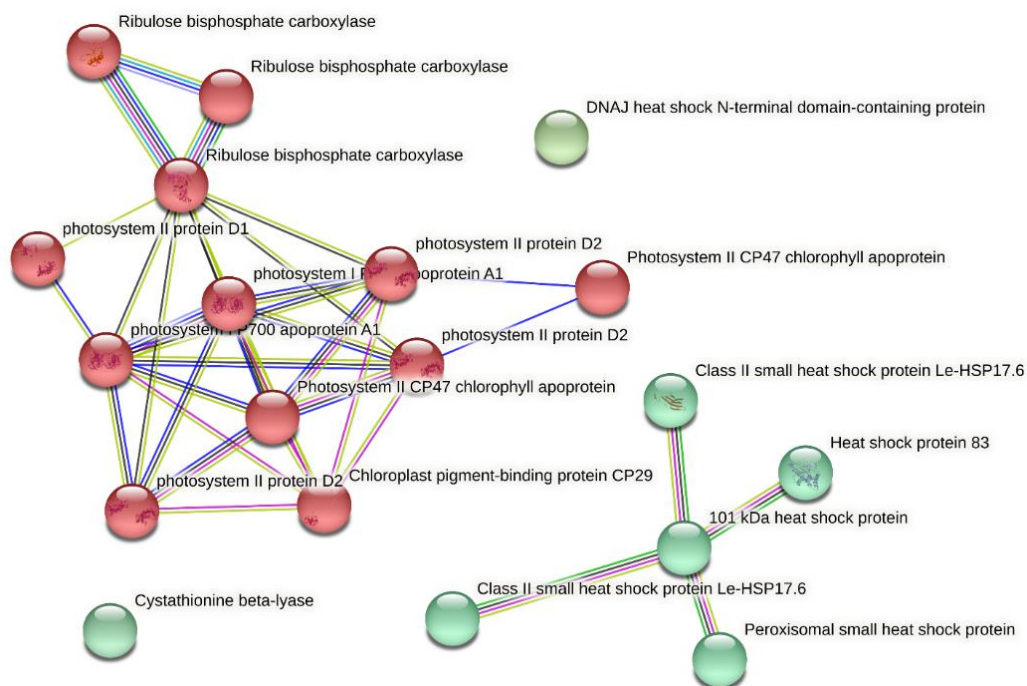 Ribulose bisphosphate carboxylase
Ribulose bisphosphate carboxylase
DNAJ heat shock N-terminal domain-containing protein
Ribulose bisphosphate carboxylase
photosystem II protein D1
photosystem II protein D2
Photosystem II CP47 chlorophyll apoprotein
photosystem I apoprotein A1
photosystem P700 apoprotein A1
photosystem II protein D2
Class II small heat shock protein Le-HSP17.6
Photosystem II CP47 chlorophyll apoprotein
Heat shock protein 83
photosystem II protein D2
Chloroplast pigment-binding protein CP29
101 kDa heat shock protein
Class II small heat shock protein Le-HSP17.6
Cystathionine beta-lyase
Peroxisomal small heat shock protein